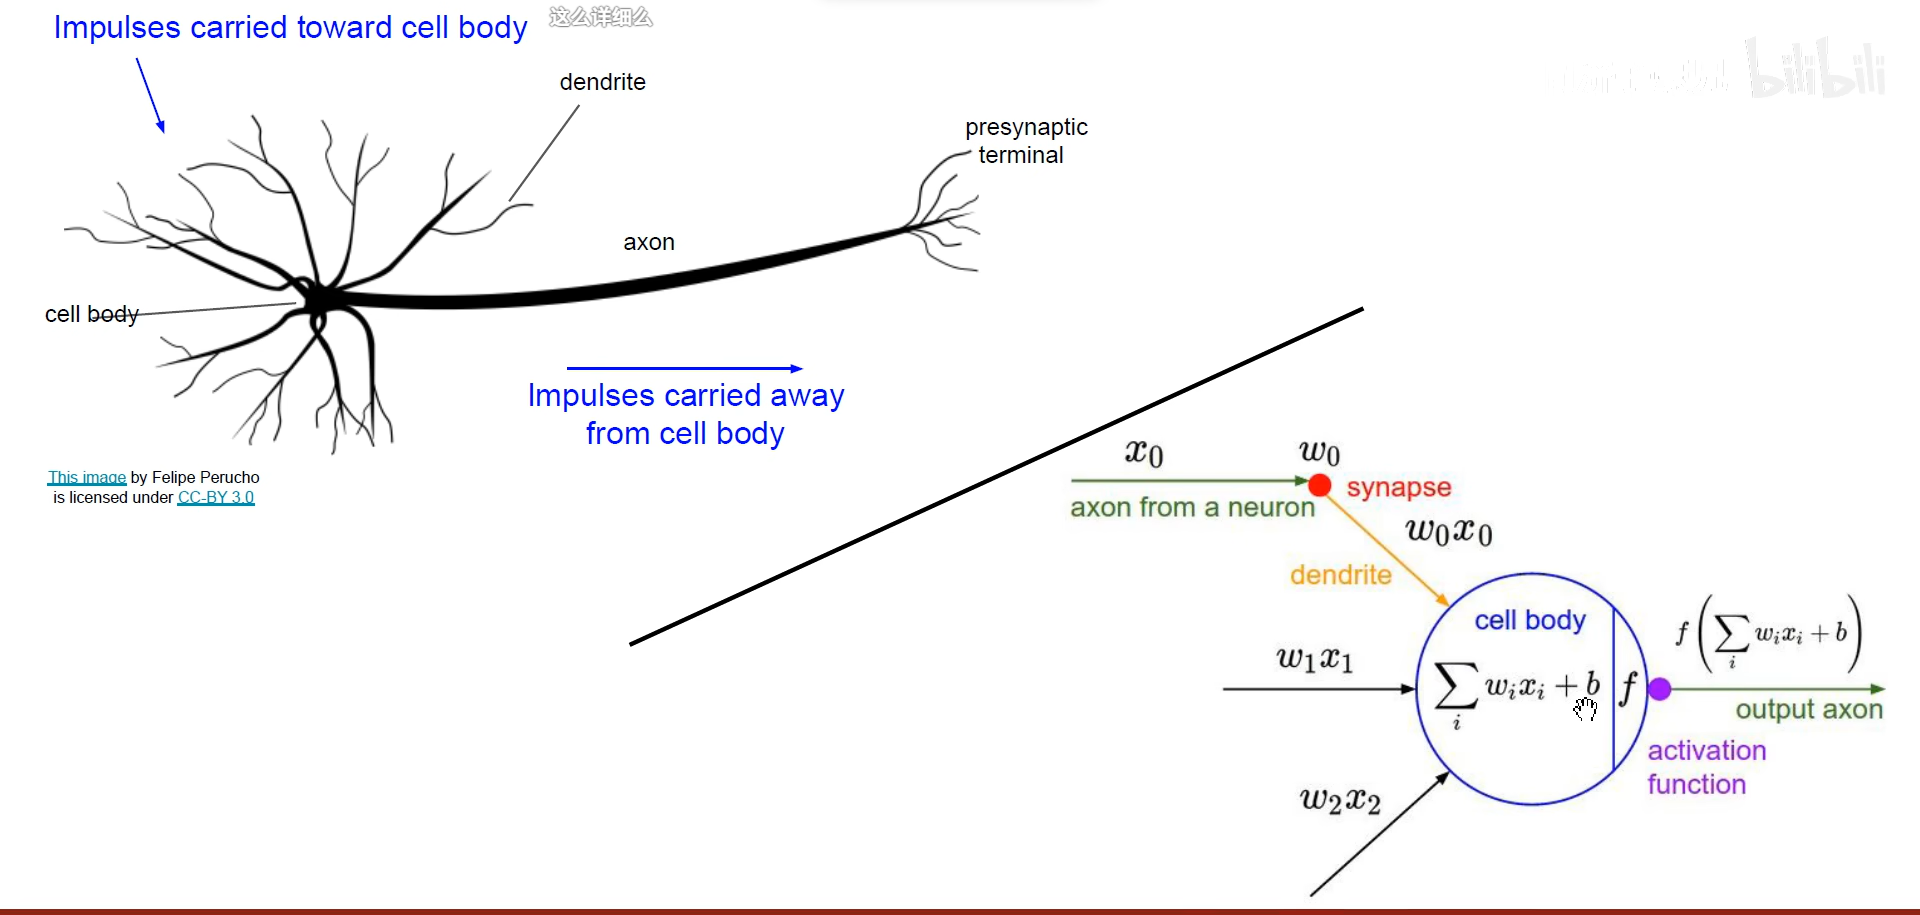 Impulses carried toward cell body
这么详细么
bilibili
dendrite
presynaptic
terminal
axon
cell body
Impulses carried away
from cell body
This image by Felipe Perucho
is licensed under CC-BY 3.0
x₀
w₀
axon from a neuron
synapse
w₀x₀
dendrite
cell body
f(∑ᵢ wᵢxᵢ + b)
w₁x₁
∑ᵢ wᵢxᵢ + b
f
output axon
activation
function
w₂x₂